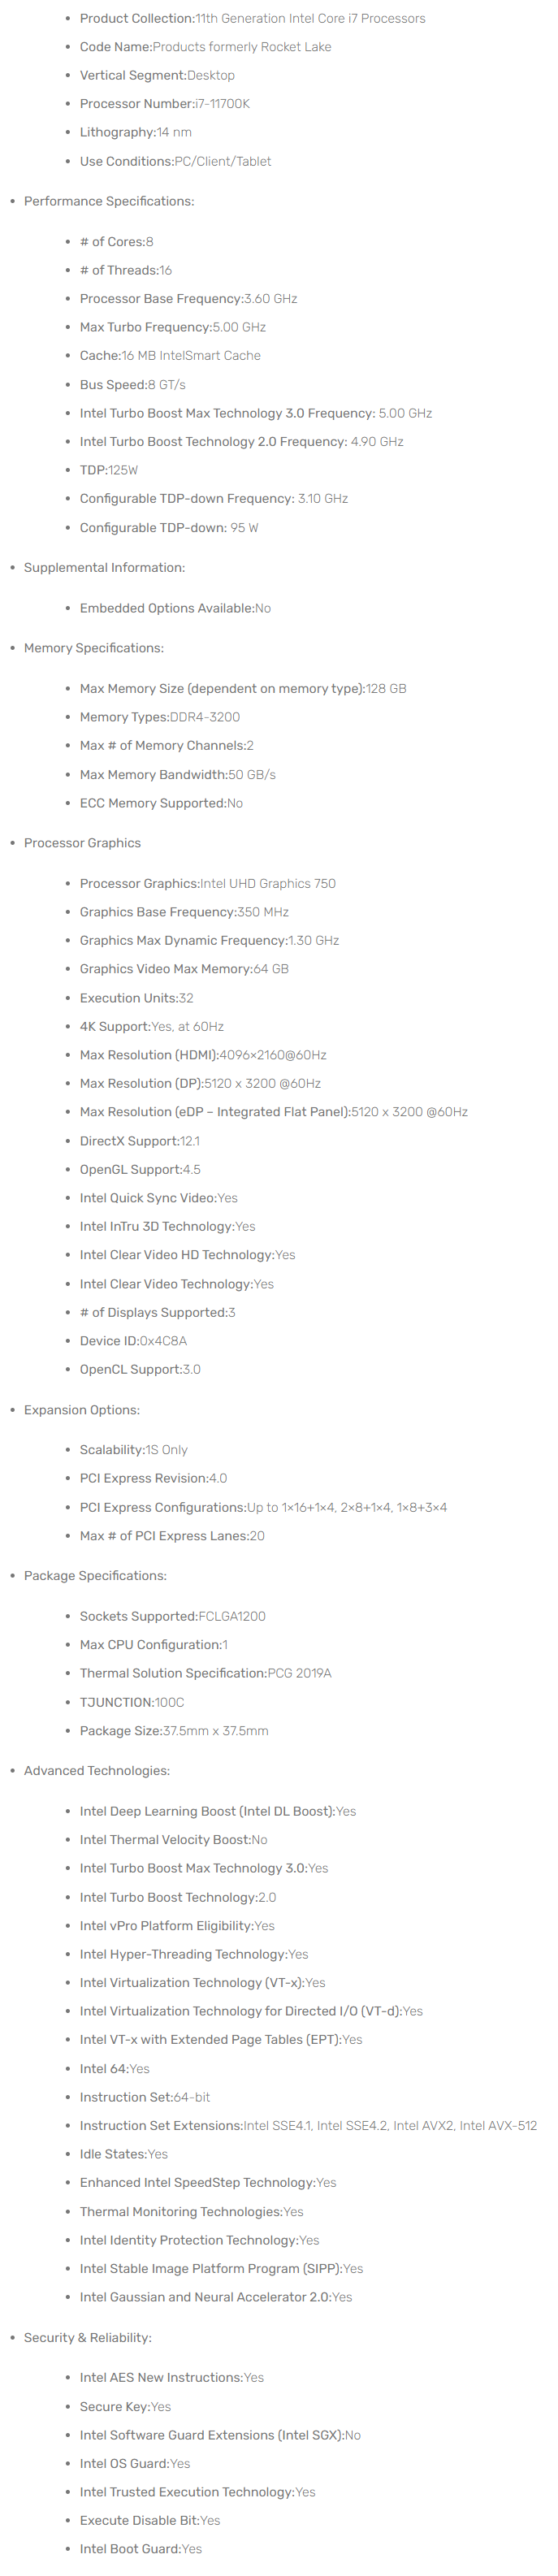 Product Collection:11th Generation Intel Core i7 Processors
Code Name:Products formerly Rocket Lake
Vertical Segment:Desktop
Processor Number:i7-11700K
Lithography:14 nm
Use Conditions:PC/Client/Tablet
Performance Specifications:
# of Cores:8
# of Threads:16
Processor Base Frequency:3.60 GHz
Max Turbo Frequency:5.00 GHz
Cache:16 MB IntelSmart Cache
Bus Speed:8 GT/s
Intel Turbo Boost Max Technology 3.0 Frequency: 5.00 GHz
Intel Turbo Boost Technology 2.0 Frequency: 4.90 GHz
TDP:125W
Configurable TDP-down Frequency: 3.10 GHz
Configurable TDP-down: 95 W
Supplemental Information:
Embedded Options Available:No
Memory Specifications:
Max Memory Size (dependent on memory type):128 GB
Memory Types:DDR4-3200
Max # of Memory Channels:2
Max Memory Bandwidth:50 GB/s
ECC Memory Supported:No
Processor Graphics
Processor Graphics:Intel UHD Graphics 750
Graphics Base Frequency:350 MHz
Graphics Max Dynamic Frequency:1.30 GHz
Graphics Video Max Memory:64 GB
Execution Units:32
4K Support:Yes, at 60Hz
Max Resolution (HDMI):4096×2160@60Hz
Max Resolution (DP):5120 x 3200 @60Hz
Max Resolution (eDP – Integrated Flat Panel):5120 x 3200 @60Hz
DirectX Support:12.1
OpenGL Support:4.5
Intel Quick Sync Video:Yes
Intel InTru 3D Technology:Yes
Intel Clear Video HD Technology:Yes
Intel Clear Video Technology:Yes
# of Displays Supported:3
Device ID:0x4C8A
OpenCL Support:3.0
Expansion Options:
Scalability:1S Only
PCI Express Revision:4.0
PCI Express Configurations:Up to 1×16+1×4, 2×8+1×4, 1×8+3×4
Max # of PCI Express Lanes:20
Package Specifications:
Sockets Supported:FCLGA1200
Max CPU Configuration:1
Thermal Solution Specification:PCG 2019A
TJUNCTION:100C
Package Size:37.5mm x 37.5mm
Advanced Technologies:
Intel Deep Learning Boost (Intel DL Boost):Yes
Intel Thermal Velocity Boost:No
Intel Turbo Boost Max Technology 3.0:Yes
Intel Turbo Boost Technology:2.0
Intel vPro Platform Eligibility:Yes
Intel Hyper-Threading Technology:Yes
Intel Virtualization Technology (VT-x):Yes
Intel Virtualization Technology for Directed I/O (VT-d):Yes
Intel VT-x with Extended Page Tables (EPT):Yes
Intel 64:Yes
Instruction Set:64-bit
Instruction Set Extensions:Intel SSE4.1, Intel SSE4.2, Intel AVX2, Intel AVX-512
Idle States:Yes
Enhanced Intel SpeedStep Technology:Yes
Thermal Monitoring Technologies:Yes
Intel Identity Protection Technology:Yes
Intel Stable Image Platform Program (SIPP):Yes
Intel Gaussian and Neural Accelerator 2.0:Yes
Security & Reliability:
Intel AES New Instructions:Yes
Secure Key:Yes
Intel Software Guard Extensions (Intel SGX):No
Intel OS Guard:Yes
Intel Trusted Execution Technology:Yes
Execute Disable Bit:Yes
Intel Boot Guard:Yes